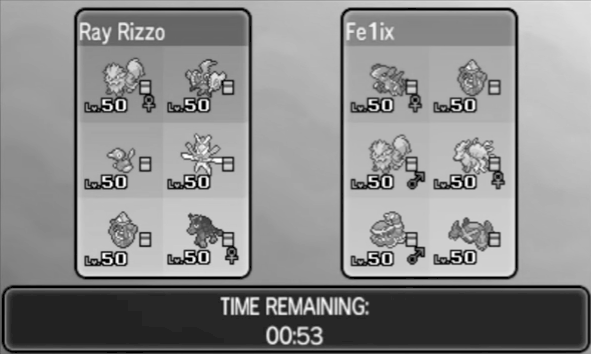 Ray Rizzo
Lv.50 ♀ Lv.50
Lv.50 Lv.50
Lv.50 Lv.50 ♀
Fe1ix
Lv.50 ♀ Lv.50
Lv.50 ♂ Lv.50 ♀
Lv.50 ♂ Lv.50
TIME REMAINING:
00:53